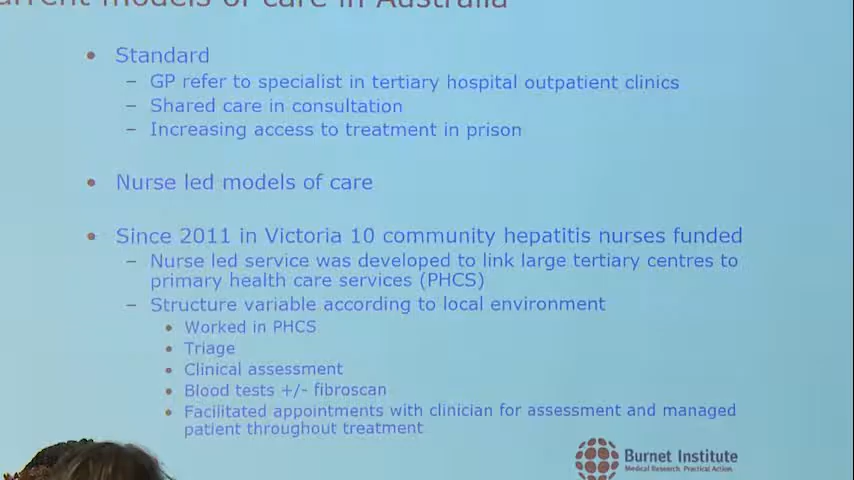 models of care in Australia
• Standard
– GP refer to specialist in tertiary hospital outpatient clinics
– Shared care in consultation
– Increasing access to treatment in prison
• Nurse led models of care
• Since 2011 in Victoria 10 community hepatitis nurses funded
– Nurse led service was developed to link large tertiary centres to
primary health care services (PHCS)
– Structure variable according to local environment
• Worked in PHCS
• Triage
• Clinical assessment
• Blood tests +/- fibroscan
• Facilitated appointments with clinician for assessment and managed
patient throughout treatment
Burnet Institute
Medical Research. Practical Action.